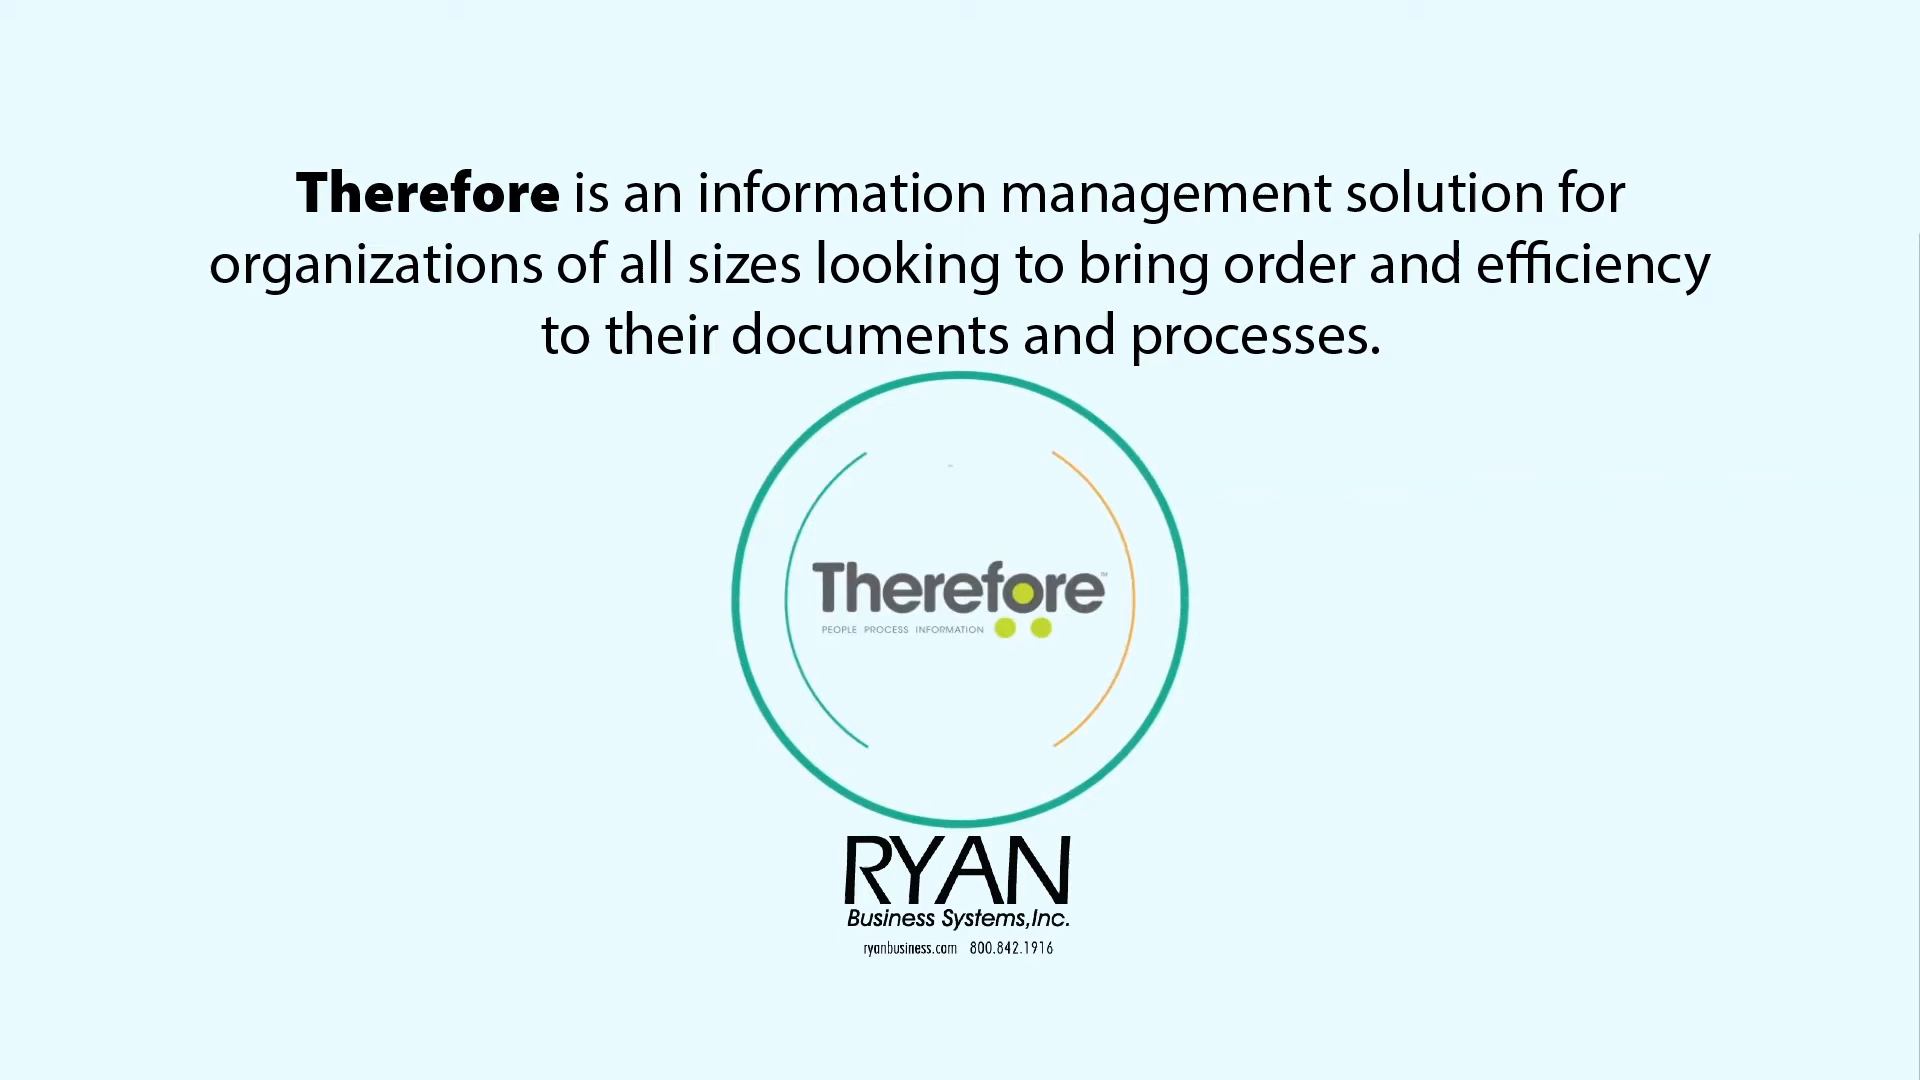 Therefore is an information management solution for
organizations of all sizes looking to bring order and efficiency
to their documents and processes.
Therefore™
PEOPLE PROCESS INFORMATION
RYAN
Business Systems,Inc.
ryanbusiness.com 800.842.1916